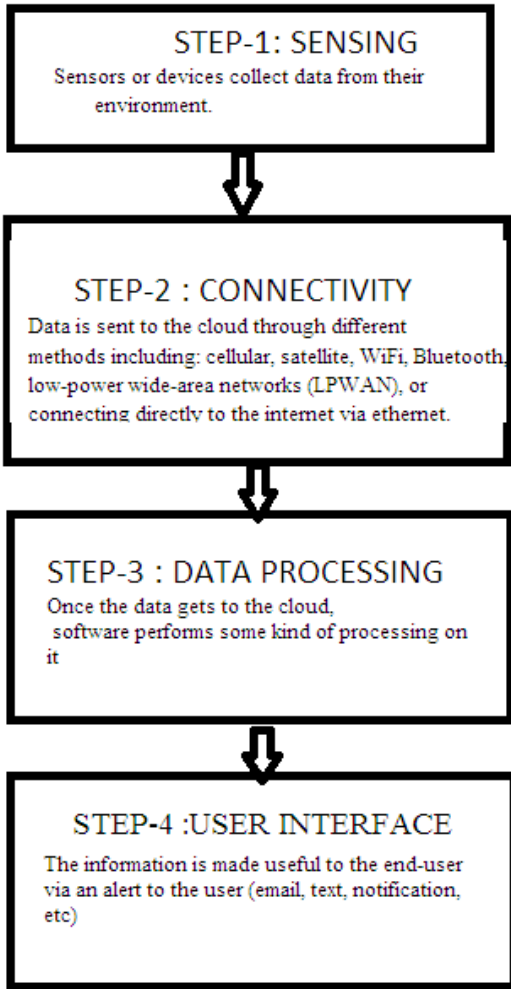 STEP-1: SENSING
Sensors or devices collect data from their
environment.
STEP-2 : CONNECTIVITY
Data is sent to the cloud through different
methods including: cellular, satellite, WiFi, Bluetooth,
low-power wide-area networks (LPWAN), or
connecting directly to the internet via ethernet.
STEP-3 : DATA PROCESSING
Once the data gets to the cloud,
software performs some kind of processing on
it
STEP-4 :USER INTERFACE
The information is made useful to the end-user
via an alert to the user (email, text, notification,
etc)